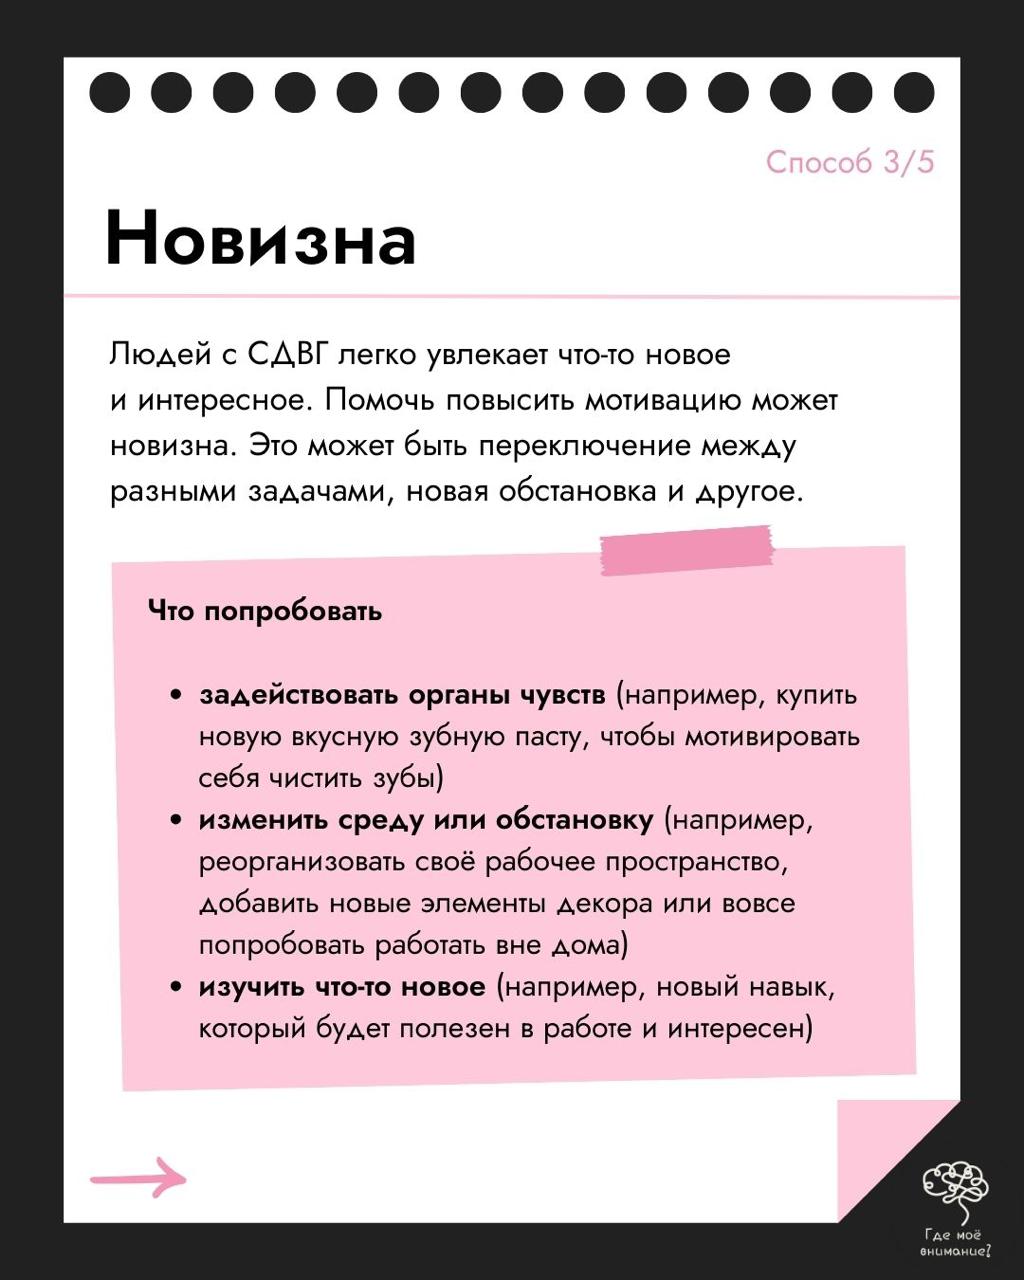 Способ 3/5
Новизна
Людей с СДВГ легко увлекает что-то новое
и интересное. Помочь повысить мотивацию может
новизна. Это может быть переключение между
разными задачами, новая обстановка и другое.
Что попробовать
• задействовать органы чувств (например, купить
новую вкусную зубную пасту, чтобы мотивировать
себя чистить зубы)
• изменить среду или обстановку (например,
реорганизовать своё рабочее пространство,
добавить новые элементы декора или вовсе
попробовать работать вне дома)
• изучить что-то новое (например, новый навык,
который будет полезен в работе и интересен)
Где моё
внимание?